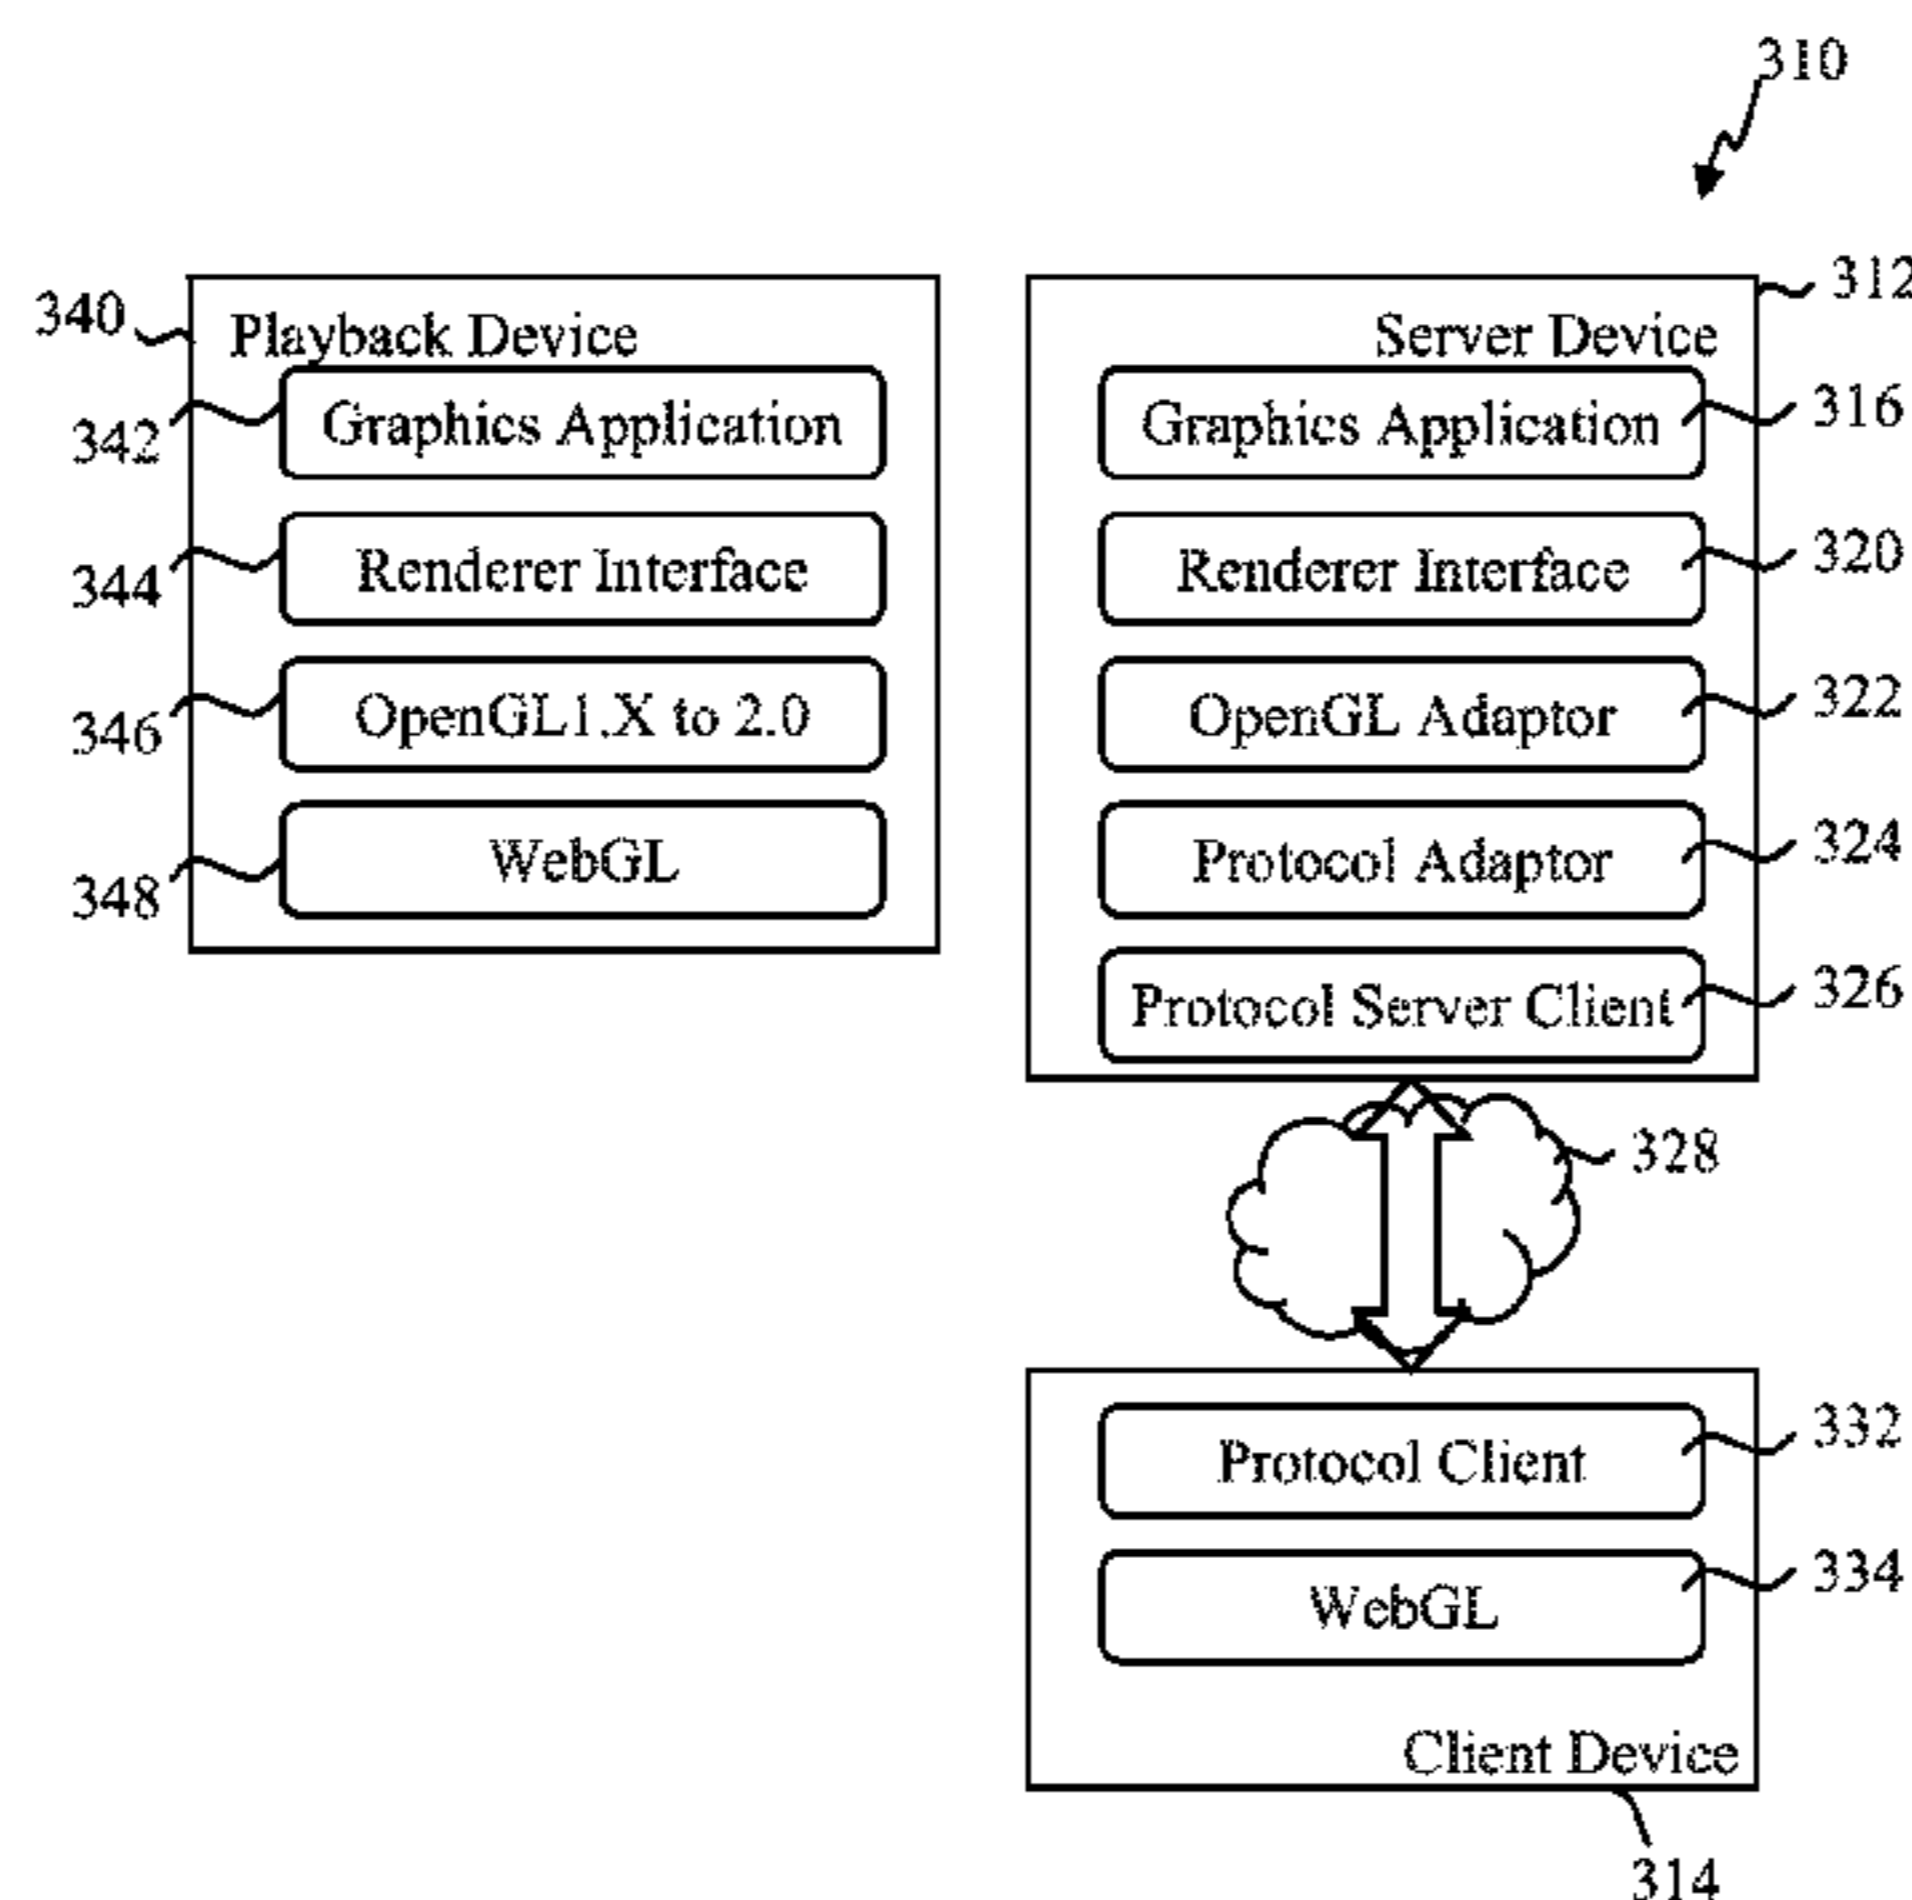 310
340
Playback Device
342
Graphics Application
344
Renderer Interface
346
OpenGL1.X to 2.0
348
WebGL
312
Server Device
Graphics Application
316
Renderer Interface
320
OpenGL Adaptor
322
Protocol Adaptor
324
Protocol Server Client
326
328
Protocol Client
332
WebGL
334
Client Device
314